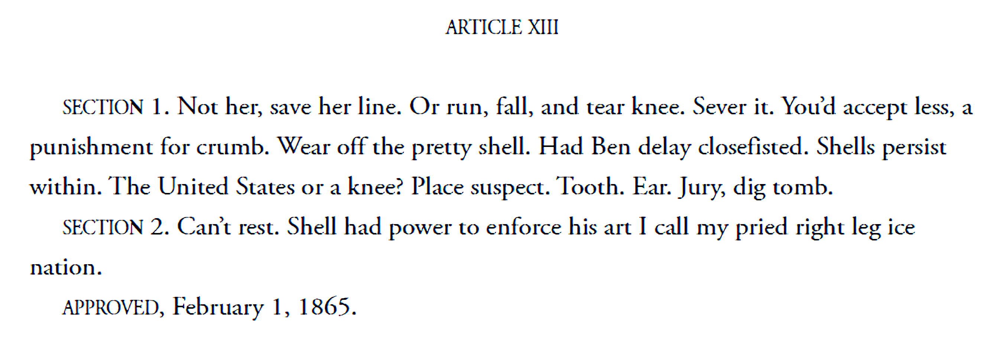 ARTICLE XIII
SECTION 1. Not her, save her line. Or run, fall, and tear knee. Sever it. You’d accept less, a
punishment for crumb. Wear off the pretty shell. Had Ben delay closefisted. Shells persist
within. The United States or a knee? Place suspect. Tooth. Ear. Jury, dig tomb.
SECTION 2. Can’t rest. Shell had power to enforce his art I call my pried right leg ice
nation.
APPROVED, February 1, 1865.